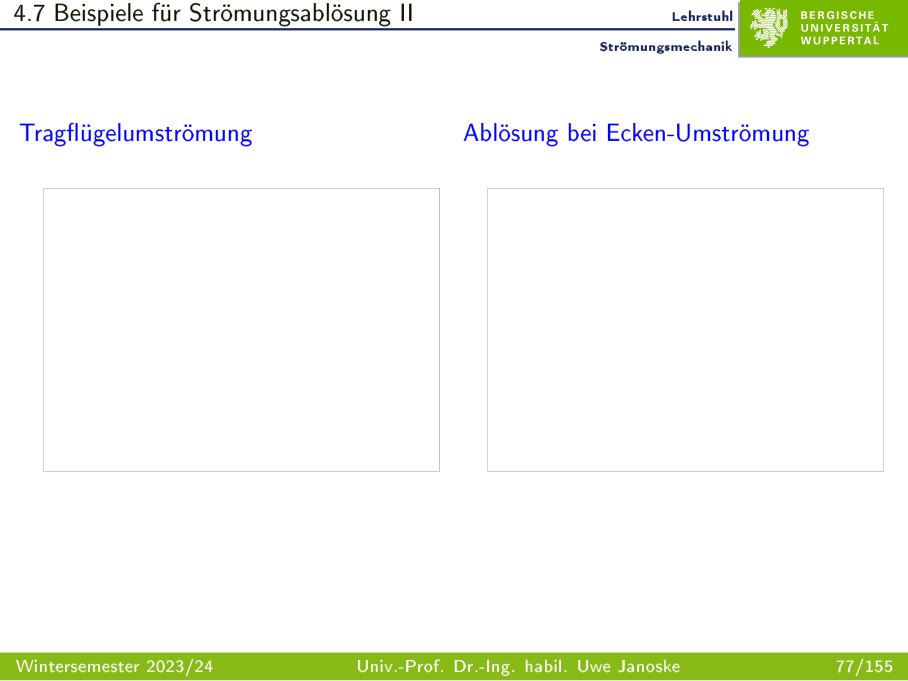 4.7 Beispiele für Strömungsablösung II
Lehrstuhl
Strömungsmechanik
BERGISCHE
UNIVERSITÄT
WUPPERTAL
Tragflügelumströmung
Ablösung bei Ecken-Umströmung
Wintersemester 2023/24
Univ.-Prof. Dr.-Ing. habil. Uwe Janoske
77/155